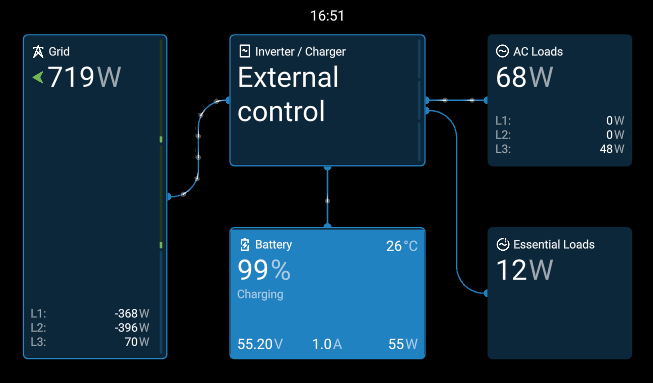 16:51
Grid
719W
L1: -368W
L2: -396W
L3: 70W
Inverter / Charger
External
control
Battery 26°C
99%
Charging
55.20V 1.0A 55W
AC Loads
68W
L1: 0W
L2: 0W
L3: 48W
Essential Loads
12W